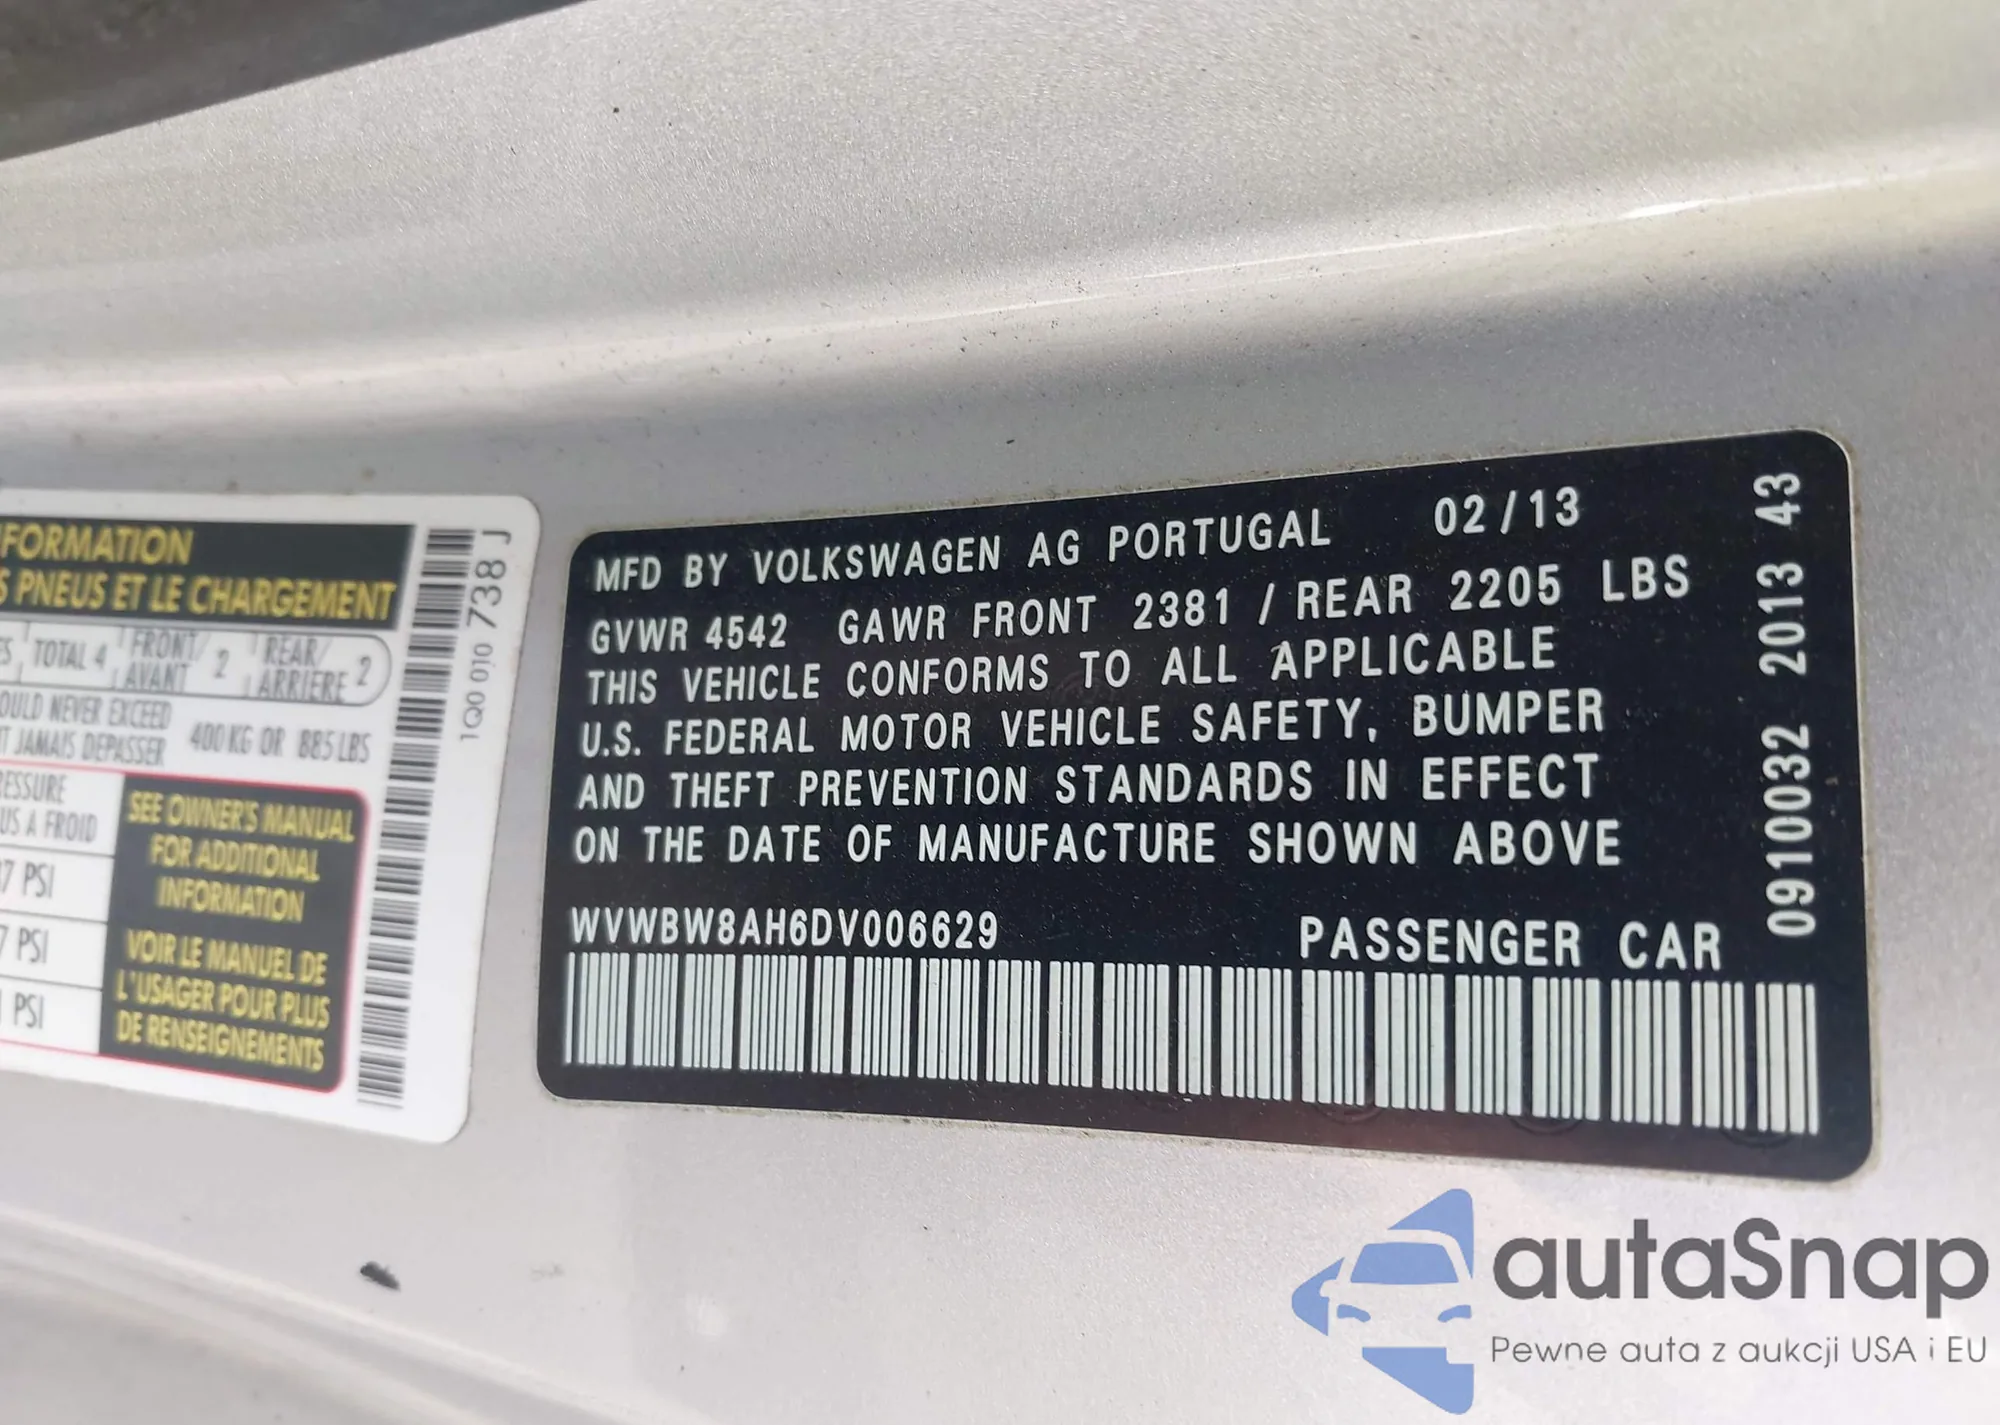 FORMATION
S PNEUS ET LE CHARGEMENT
TOTAL 4 FRONT/ AVANT 2 REAR/ ARRIERE 2
OULD NEVER EXCEED
T JAMAIS DEPASSER 400 KG OR 885 LBS
RESSURE
US A FROID
7 PSI
7 PSI
PSI
SEE OWNER'S MANUAL
FOR ADDITIONAL
INFORMATION
VOIR LE MANUEL DE
L'USAGER POUR PLUS
DE RENSEIGNEMENTS
1Q0 0J0 738 J
MFD BY VOLKSWAGEN AG PORTUGAL 02/13
GVWR 4542 GAWR FRONT 2381 / REAR 2205 LBS
THIS VEHICLE CONFORMS TO ALL APPLICABLE
U.S. FEDERAL MOTOR VEHICLE SAFETY, BUMPER
AND THEFT PREVENTION STANDARDS IN EFFECT
ON THE DATE OF MANUFACTURE SHOWN ABOVE
WVWBW8AH6DV006629 PASSENGER CAR
09100032 2013 43
autaSnap
Pewne auta z aukcji USA i EU